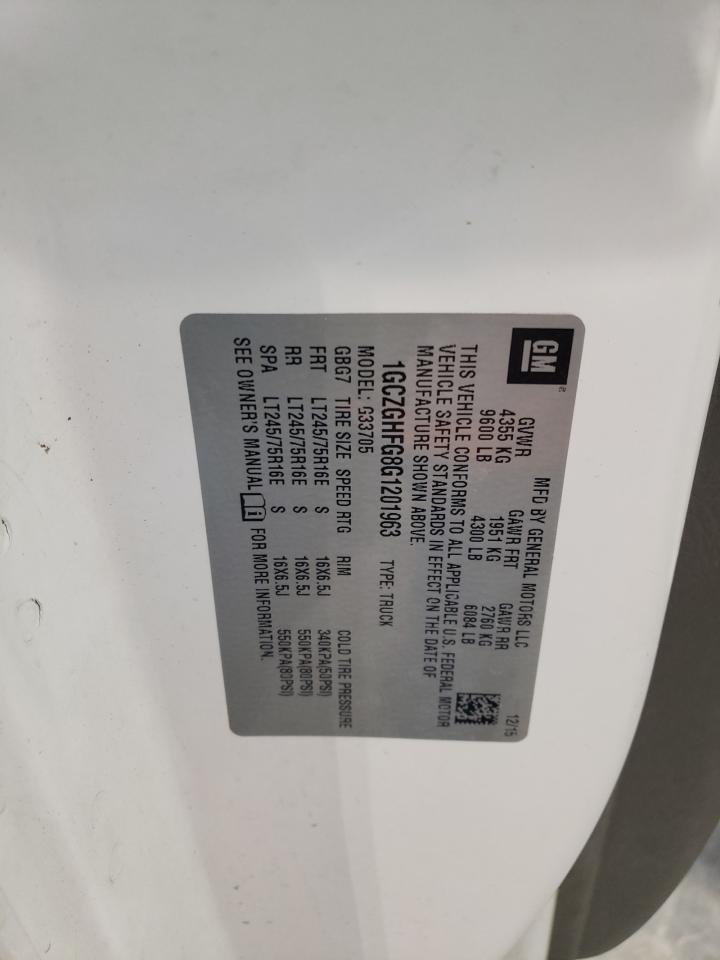 GM
®
MFD BY GENERAL MOTORS LLC 12/15
GVWR GAWR FRT GAWR RR
4355 KG 1951 KG 2760 KG
9600 LB 4300 LB 6084 LB
THIS VEHICLE CONFORMS TO ALL APPLICABLE U.S. FEDERAL MOTOR
VEHICLE SAFETY STANDARDS IN EFFECT ON THE DATE OF
MANUFACTURE SHOWN ABOVE.
1GCZGHFG8G1201963 TYPE: TRUCK
MODEL: G33705
GBG7 TIRE SIZE SPEED RTG RIM COLD TIRE PRESSURE
FRT LT245/75R16E S 16X6.5J 340KPA(50PSI)
RR LT245/75R16E S 16X6.5J 550KPA(80PSI)
SPA LT245/75R16E S 16X6.5J 550KPA(80PSI)
SEE OWNER'S MANUAL i FOR MORE INFORMATION.